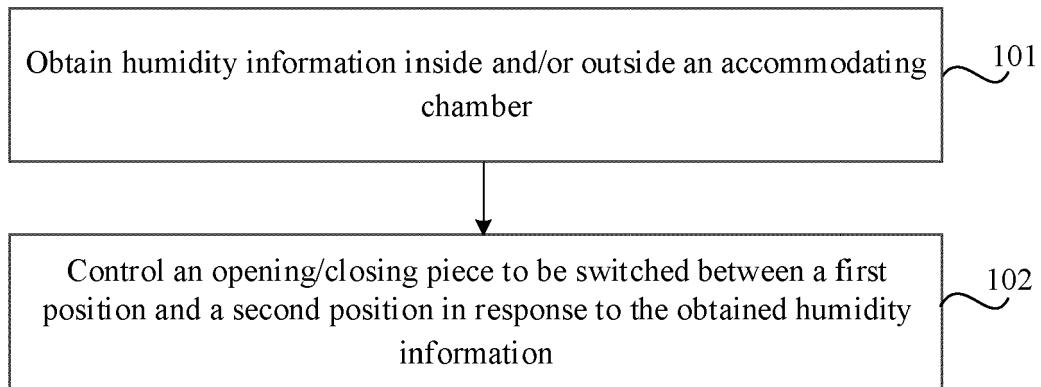 Obtain humidity information inside and/or outside an accommodating
chamber
101
Control an opening/closing piece to be switched between a first
position and a second position in response to the obtained humidity
information
102